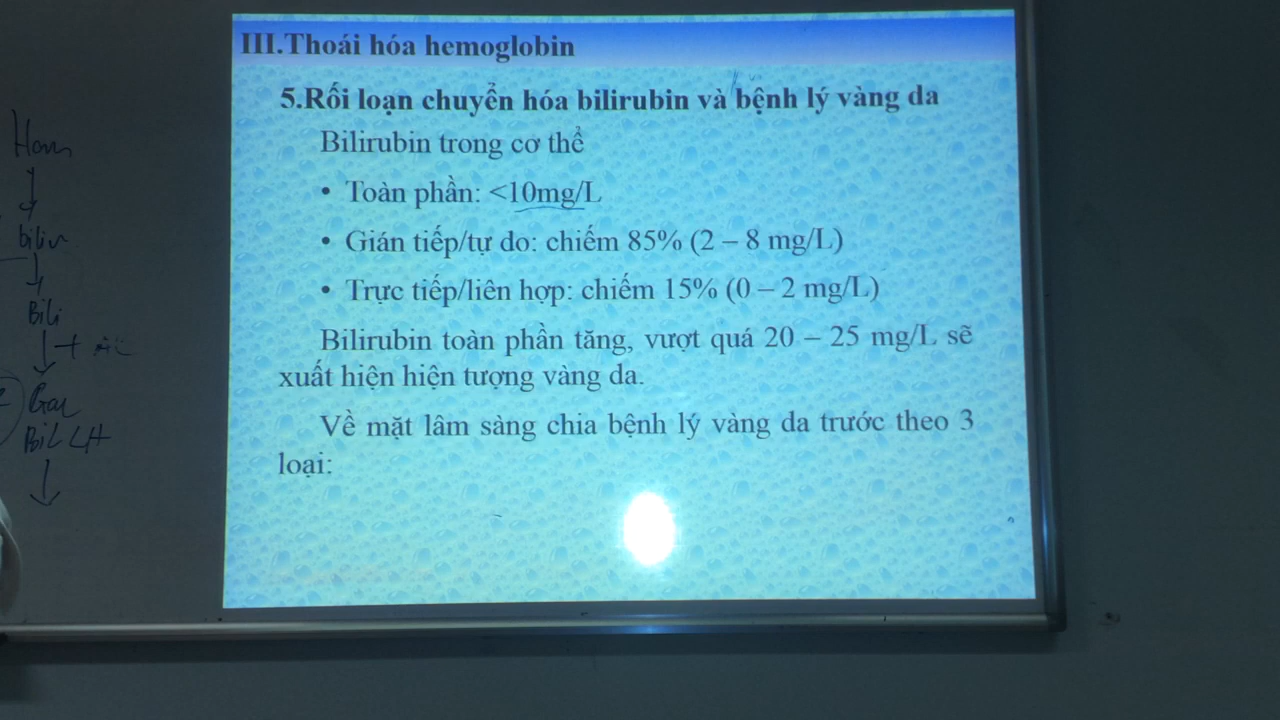 III.Thoái hóa hemoglobin
5.Rối loạn chuyển hóa bilirubin và bệnh lý vàng da
Bilirubin trong cơ thể
• Toàn phần: <10mg/L
• Gián tiếp/tự do: chiếm 85% (2 – 8 mg/L)
• Trực tiếp/liên hợp: chiếm 15% (0 – 2 mg/L)
Bilirubin toàn phần tăng, vượt quá 20 – 25 mg/L sẽ
xuất hiện hiện tượng vàng da.
Về mặt lâm sàng chia bệnh lý vàng da trước theo 3
loại:
Bili
Gan
Bil LH